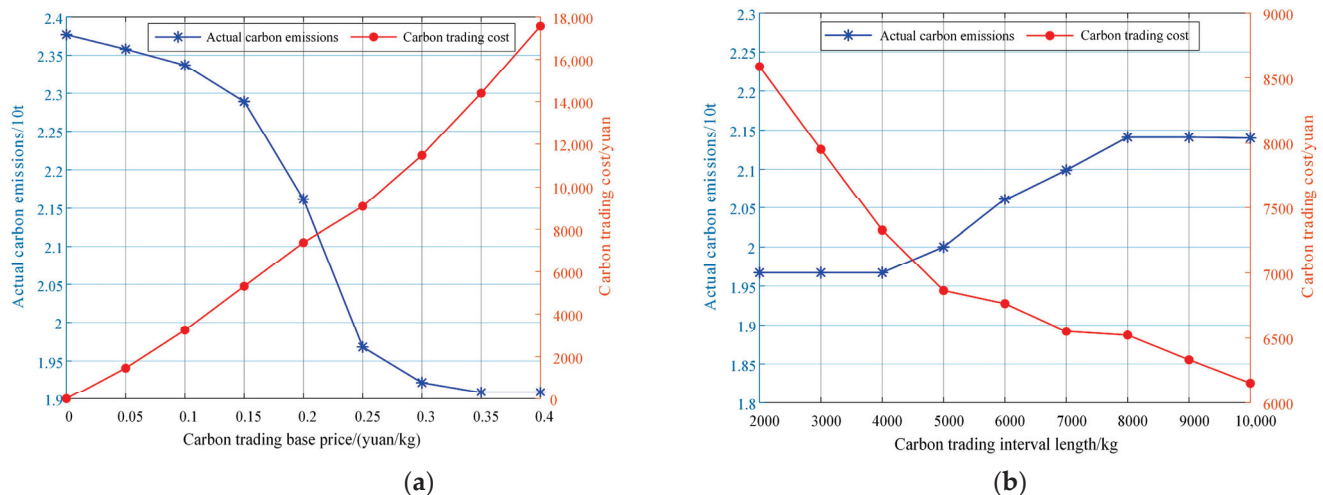 2.4
2.35
2.3
2.25
2.2
2.15
2.1
2.05
2
1.95
1.9
Actual carbon emissions/10t
Actual carbon emissions
Carbon trading cost
18,000
16,000
14,000
12,000
10,000
8000
6000
4000
2000
0
Carbon trading cost/yuan
0 0.05 0.1 0.15 0.2 0.25 0.3 0.35 0.4
Carbon trading base price/(yuan/kg)
(a)
2.3
2.25
2.2
2.15
2.1
2.05
2
1.95
1.9
1.85
1.8
Actual carbon emissions/10t
Actual carbon emissions
Carbon trading cost
9000
8500
8000
7500
7000
6500
6000
Carbon trading cost/yuan
2000 3000 4000 5000 6000 7000 8000 9000 10,000
Carbon trading interval length/kg
(b)